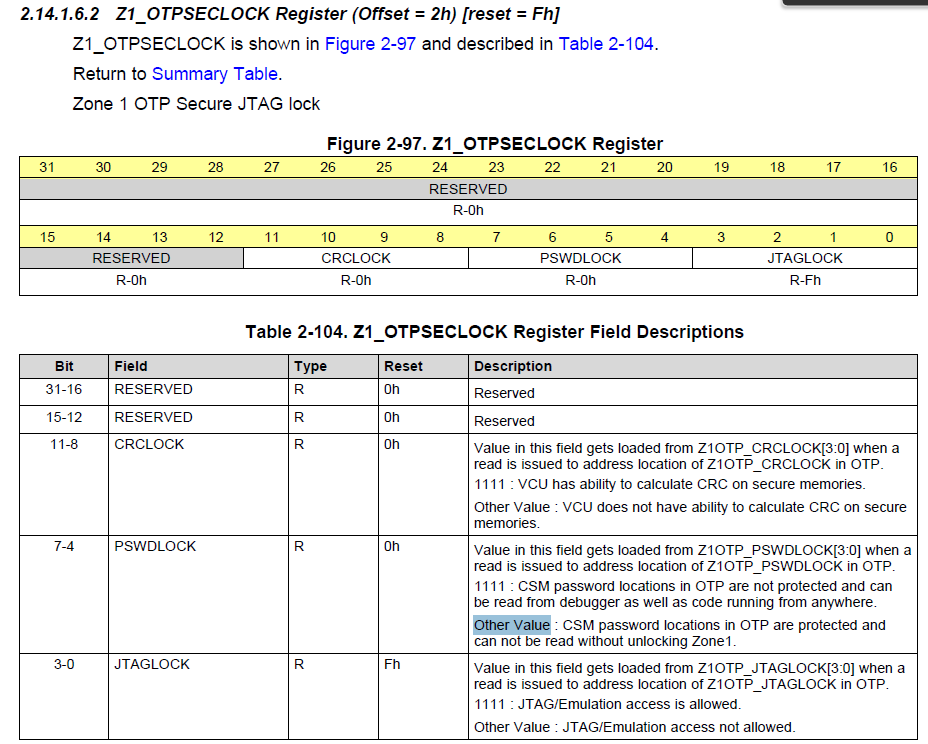 2.14.1.6.2 Z1_OTPSECLOCK Register (Offset = 2h) [reset = Fh]
Z1_OTPSECLOCK is shown in Figure 2-97 and described in Table 2-104.
Return to Summary Table.
Zone 1 OTP Secure JTAG lock
Figure 2-97. Z1_OTPSECLOCK Register
31 30 29 28 27 26 25 24 23 22 21 20 19 18 17 16
RESERVED
R-0h
15 14 13 12 11 10 9 8 7 6 5 4 3 2 1 0
RESERVED CRCLOCK PSWDLOCK JTAGLOCK
R-0h R-0h R-0h R-Fh
Table 2-104. Z1_OTPSECLOCK Register Field Descriptions
Bit Field Type Reset Description
31-16 RESERVED R 0h Reserved
15-12 RESERVED R 0h Reserved
11-8 CRCLOCK R 0h Value in this field gets loaded from Z1OTP_CRCLOCK[3:0] when a
read is issued to address location of Z1OTP_CRCLOCK in OTP.
1111 : VCU has ability to calculate CRC on secure memories.
Other Value : VCU does not have ability to calculate CRC on secure
memories.
7-4 PSWDLOCK R 0h Value in this field gets loaded from Z1OTP_PSWDLOCK[3:0] when a
read is issued to address location of Z1OTP_PSWDLOCK in OTP.
1111 : CSM password locations in OTP are not protected and can
be read from debugger as well as code running from anywhere.
Other Value : CSM password locations in OTP are protected and
can not be read without unlocking Zone1.
3-0 JTAGLOCK R Fh Value in this field gets loaded from Z1OTP_JTAGLOCK[3:0] when a
read is issued to address location of Z1OTP_JTAGLOCK in OTP.
1111 : JTAG/Emulation access is allowed.
Other Value : JTAG/Emulation access not allowed.